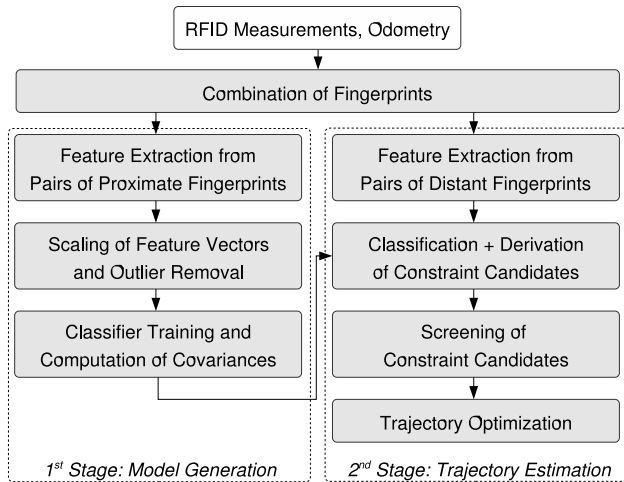 RFID Measurements, Odometry
Combination of Fingerprints
Feature Extraction from
Pairs of Proximate Fingerprints
Scaling of Feature Vectors
and Outlier Removal
Classifier Training and
Computation of Covariances
1st Stage: Model Generation
Feature Extraction from
Pairs of Distant Fingerprints
Classification + Derivation
of Constraint Candidates
Screening of
Constraint Candidates
Trajectory Optimization
2nd Stage: Trajectory Estimation